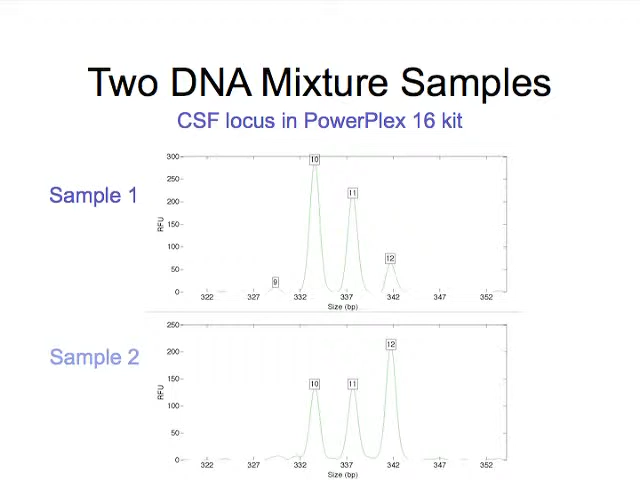 Two DNA Mixture Samples
CSF locus in PowerPlex 16 kit
Sample 1
300
250
200
150
100
50
0
RFU
10
11
12
9
322 327 332 337 342 347 352
Size (bp)
Sample 2
250
200
150
100
50
0
RFU
12
10 11
322 327 332 337 342 347 352
Size (bp)